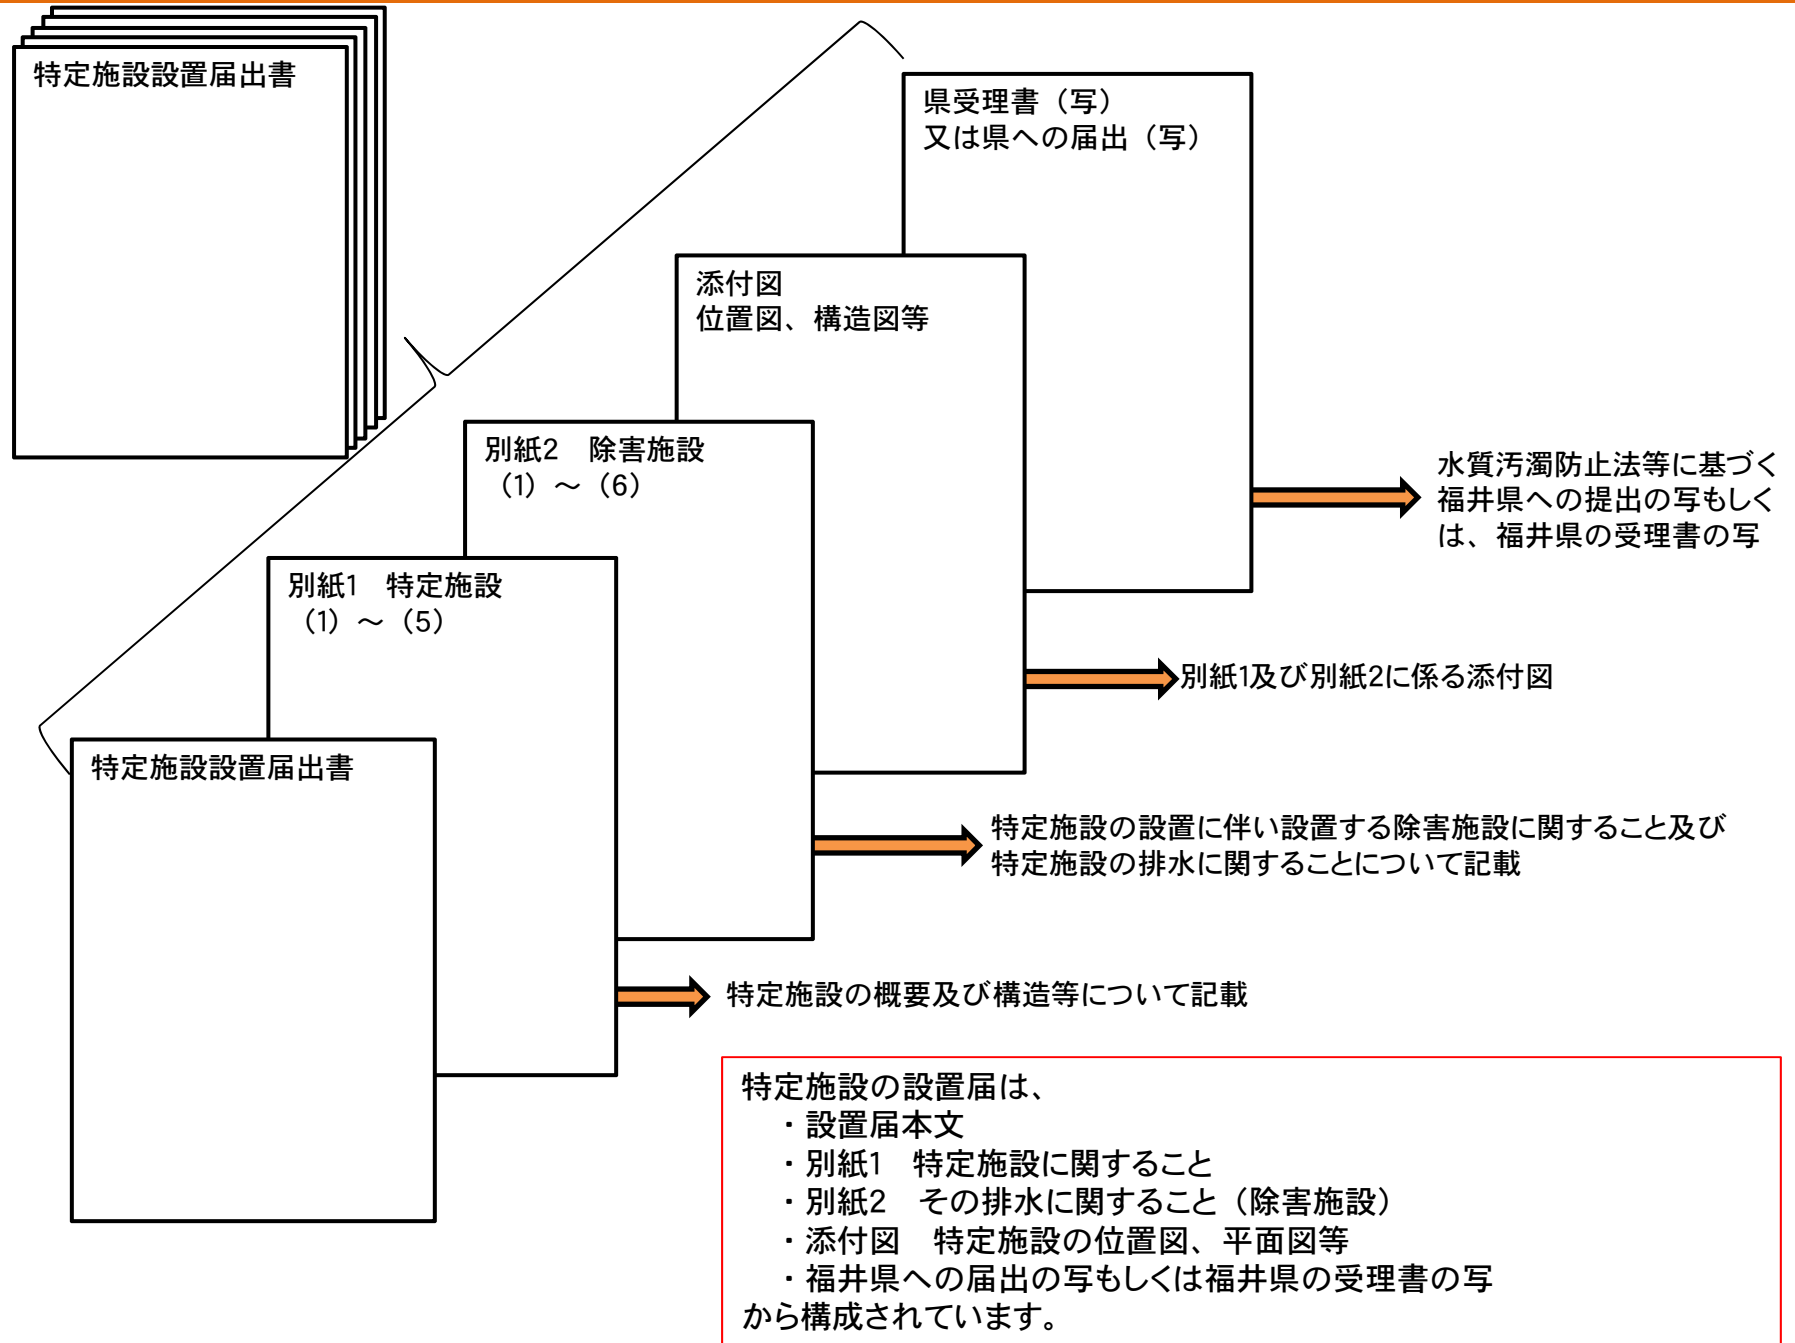 特定施設設置届出書
県受理書（写）
又は県への届出（写）
添付図
位置図、構造図等
別紙2　除害施設
（1）～（6）
水質汚濁防止法等に基づく
福井県への提出の写もしく
は、福井県の受理書の写
別紙1　特定施設
（1）～（5）
別紙1及び別紙2に係る添付図
特定施設設置届出書
特定施設の設置に伴い設置する除害施設に関すること及び
特定施設の排水に関することについて記載
特定施設の概要及び構造等について記載
特定施設の設置届は、
・設置届本文
・別紙1　特定施設に関すること
・別紙2　その排水に関すること（除害施設）
・添付図　特定施設の位置図、平面図等
・福井県への届出の写もしくは福井県の受理書の写
から構成されています。